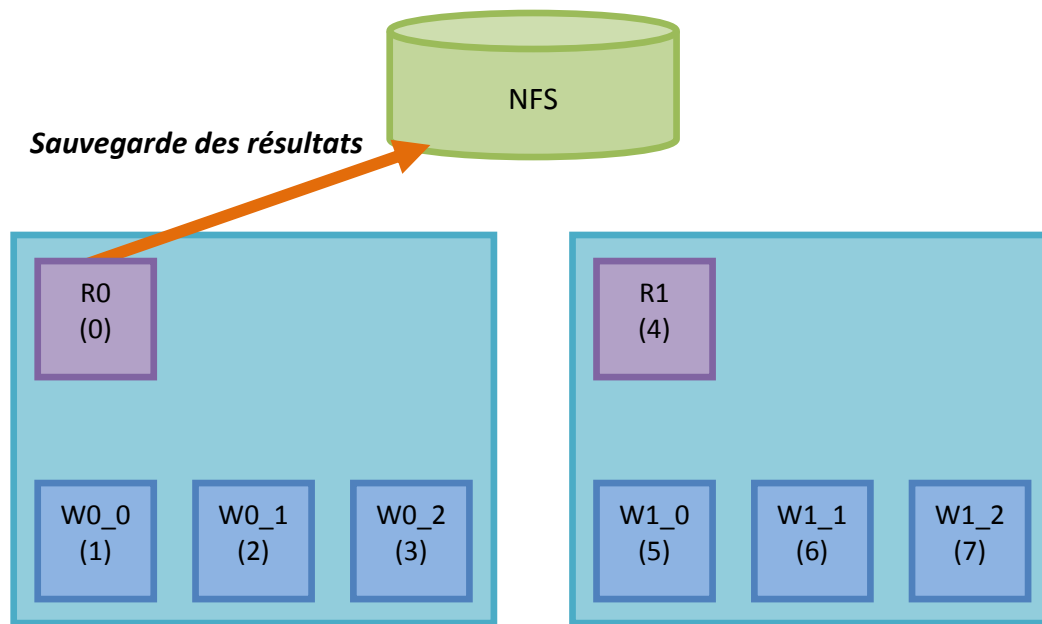 NFS
Sauvegarde des résultats
R0
(0)
R1
(4)
W0_0
(1)
W0_1
(2)
W0_2
(3)
W1_0
(5)
W1_1
(6)
W1_2
(7)